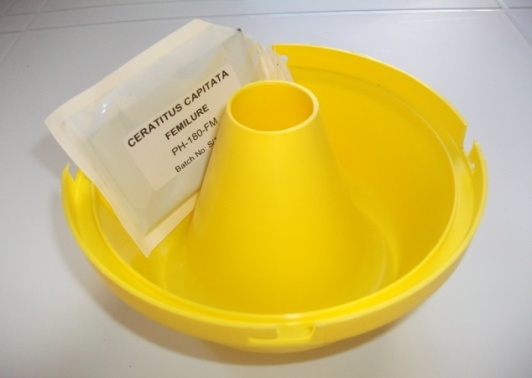 CERATITUS CAPITATA
FEMILURE
PH-180-FM
Batch No.